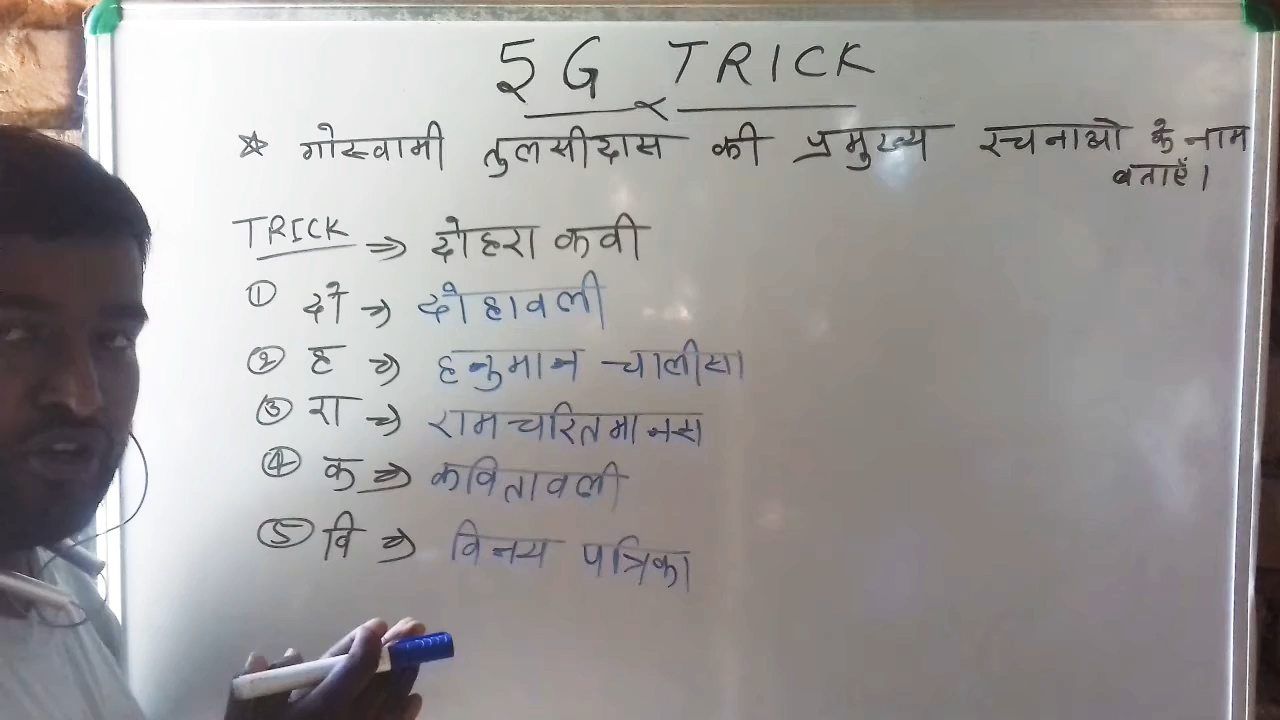 5G TRICK
☆ गोस्वामी तुलसीदास की प्रमुख्य रचनाओ के नाम
बताएँ।
TRICK ⇒ दोहरा कवी
① दो → दोहावली
② ह ⇒ हनुमान चालीसा
③ रा ⇒ रामचरितमानस
④ क ⇒ कवितावली
⑤ वि ⇒ विनय पत्रिका